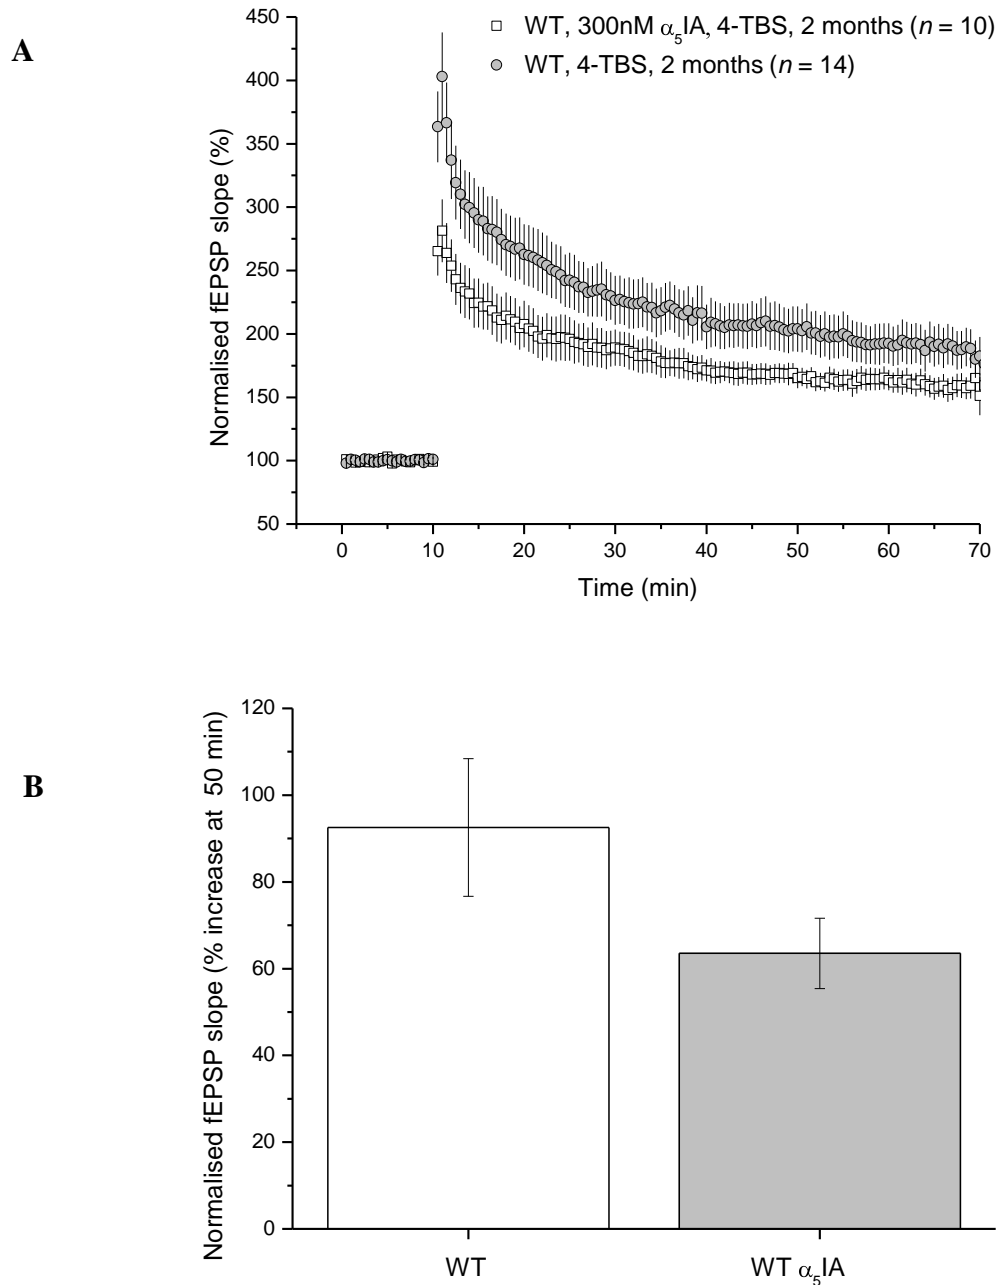 A
450
400
350
300
250
200
150
100
50
Normalised fEPSP slope (%)
WT, 300nM α₅IA, 4-TBS, 2 months (n = 10)
WT, 4-TBS, 2 months (n = 14)
0 10 20 30 40 50 60 70
Time (min)
B
120
100
80
60
40
20
0
Normalised fEPSP slope (% increase at 50 min)
WT WT α₅IA